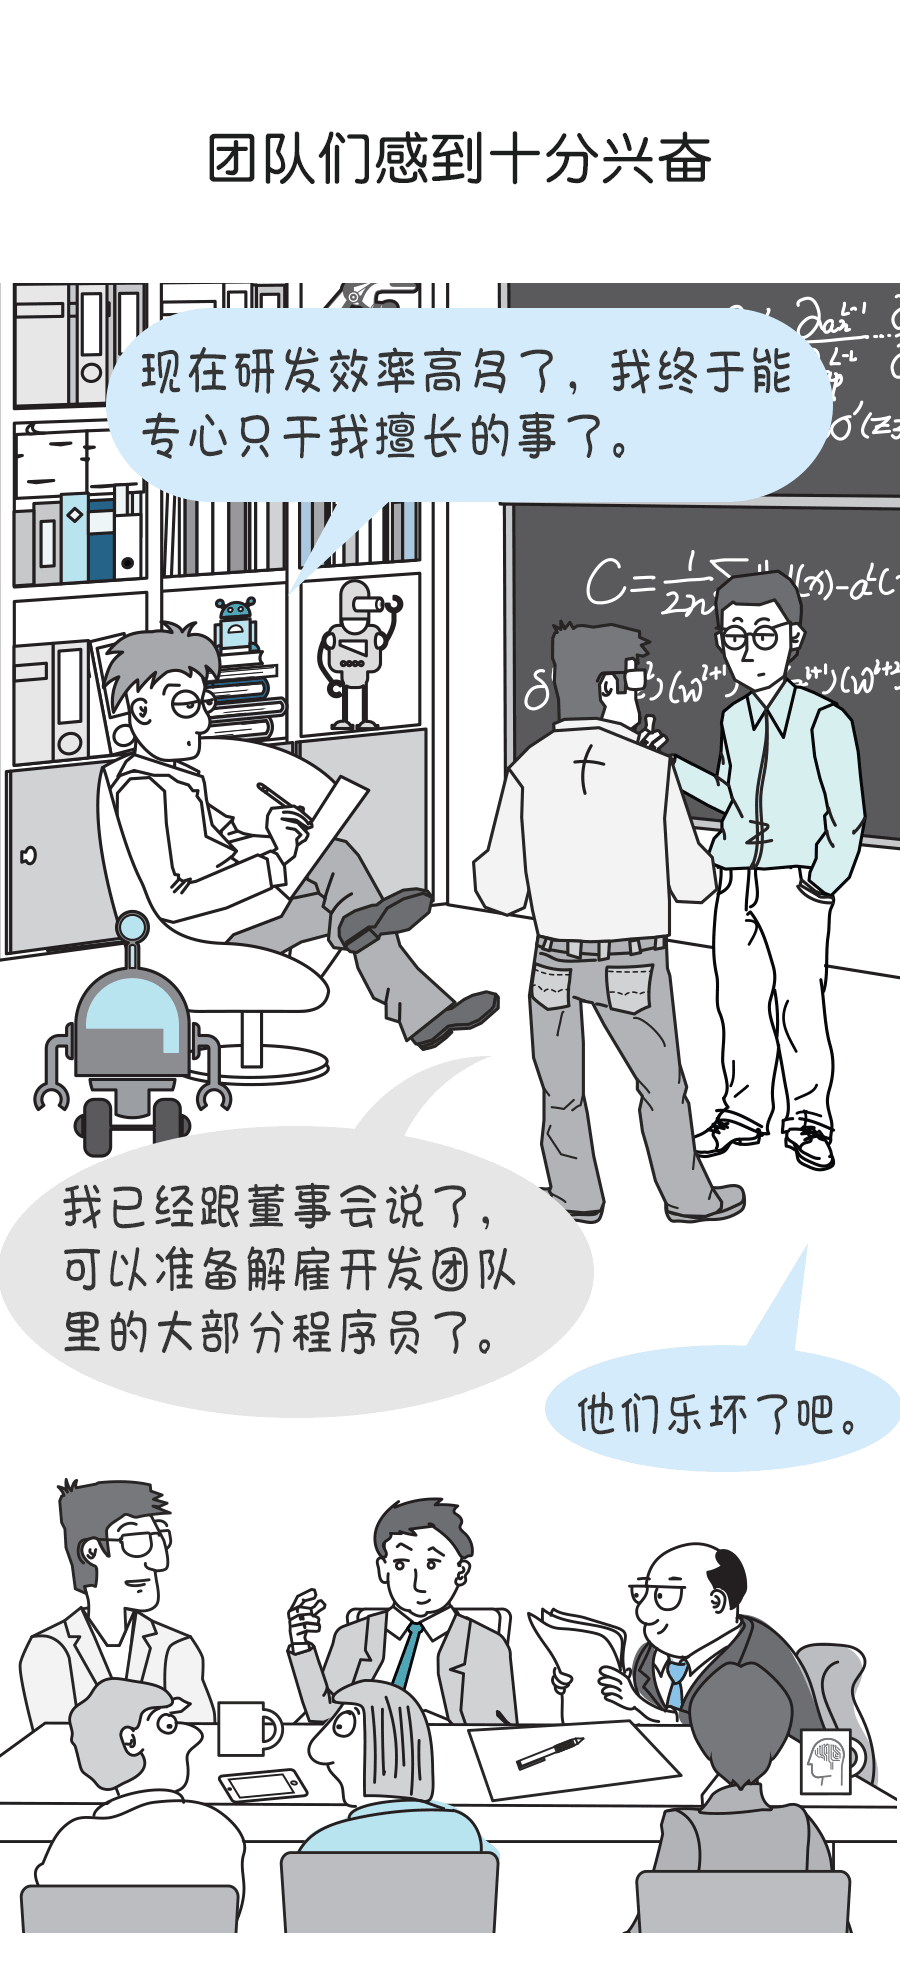 团队们感到十分兴奋
现在研发效率高多了，我终于能
专心只干我擅长的事了。
C=1/2n∑
我已经跟董事会说了，
可以准备解雇开发团队
里的大部分程序员了。
他们乐坏了吧。